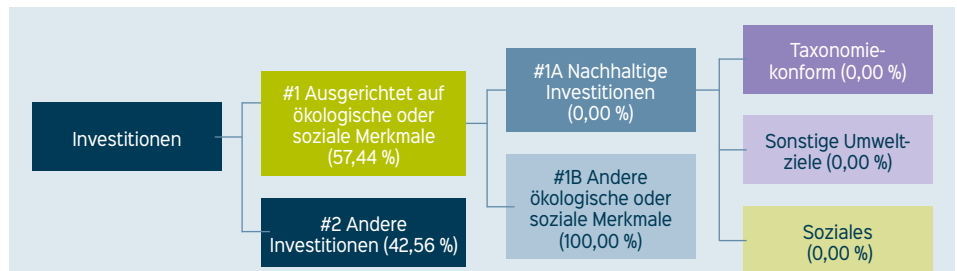 Investitionen
#1 Ausgerichtet auf
ökologische oder
soziale Merkmale
(57,44 %)
#2 Andere
Investitionen (42,56 %)
#1A Nachhaltige
Investitionen
(0,00 %)
#1B Andere
ökologische oder
soziale Merkmale
(100,00 %)
Taxonomie-
konform (0,00 %)
Sonstige Umwelt-
ziele (0,00 %)
Soziales
(0,00 %)